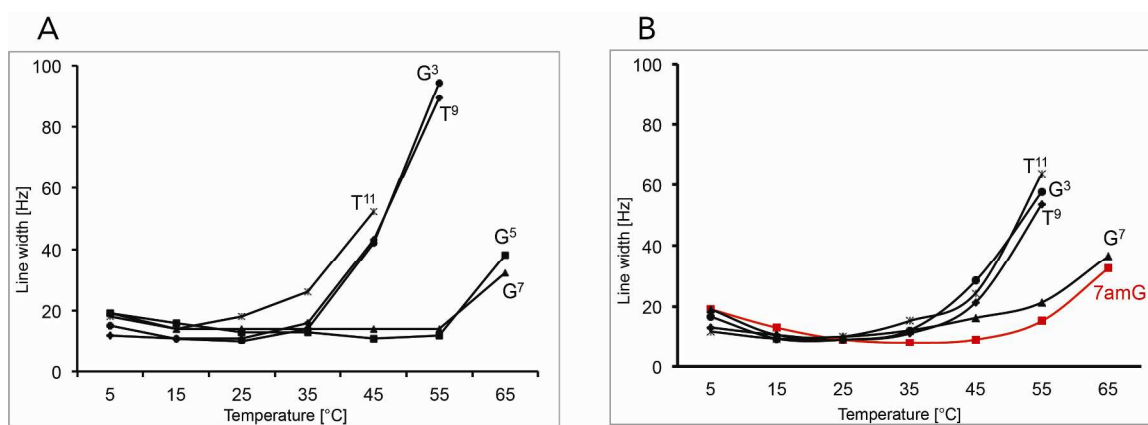 A
B
100
80
60
40
20
0
Line width [Hz]
G³
T⁹
T¹¹
G⁵
G⁷
5 15 25 35 45 55 65
Temperature [°C]
100
80
60
40
20
0
Line width [Hz]
T¹¹
G³
T⁹
G⁷
7amG
5 15 25 35 45 55 65
Temperature [°C]